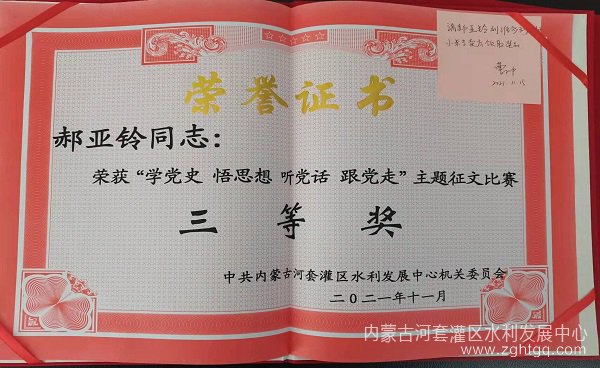 荣誉证书
郝亚铃同志：
荣获“学党史 悟思想 听党话 跟党走”主题征文比赛
三等奖
中共内蒙古河套灌区水利发展中心机关委员会
二〇二一年十一月
2021.11.15
内蒙古河套灌区水利发展中心
www.zghtgq.com